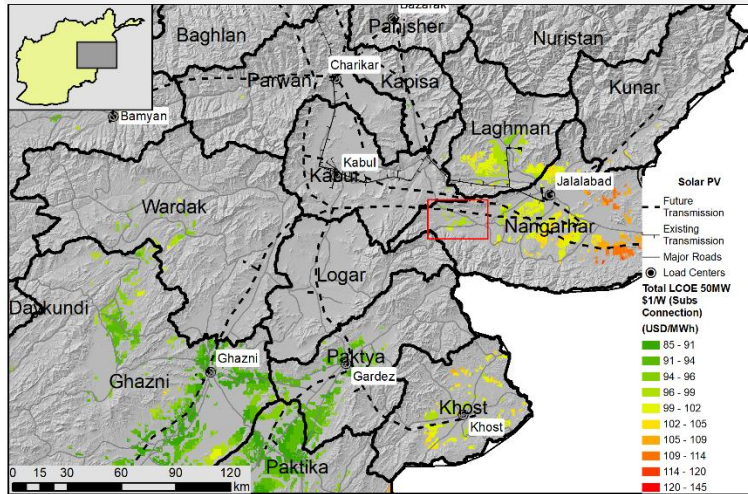 Bazarak
Panjsher
Baghlan
Nuristan
Charikar
Parwan
Kapisa
Kunar
Bamyan
Laghman
Kabul
Kabul
Jalalabad
Wardak
Nangarhar
Logar
Daykundi
Ghazni
Paktya
Ghazni
Gardez
Khost
Khost
Paktika
0 15 30 60 90 120
km
Solar PV
Future
Transmission
Existing
Transmission
Major Roads
Load Centers
Total LCOE 50MW
$1/W (Subs
Connection)
(USD/MWh)
85 - 91
91 - 94
94 - 96
96 - 99
99 - 102
102 - 105
105 - 109
109 - 114
114 - 120
120 - 145